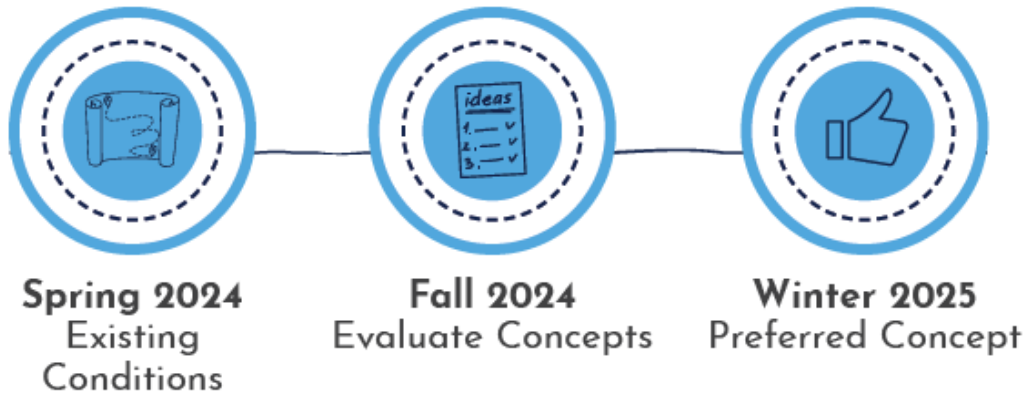 ideas
1.
2.
3.
Spring 2024
Existing
Conditions
Fall 2024
Evaluate Concepts
Winter 2025
Preferred Concept